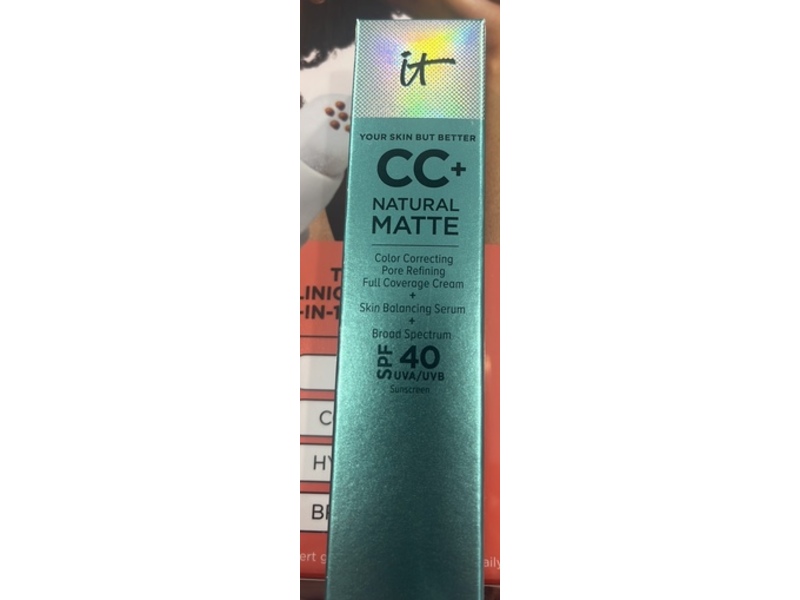 it
YOUR SKIN BUT BETTER
CC+
NATURAL
MATTE
Color Correcting
Pore Refining
Full Coverage Cream
+
Skin Balancing Serum
+
Broad Spectrum
SPF 40
UVA/UVB
Sunscreen